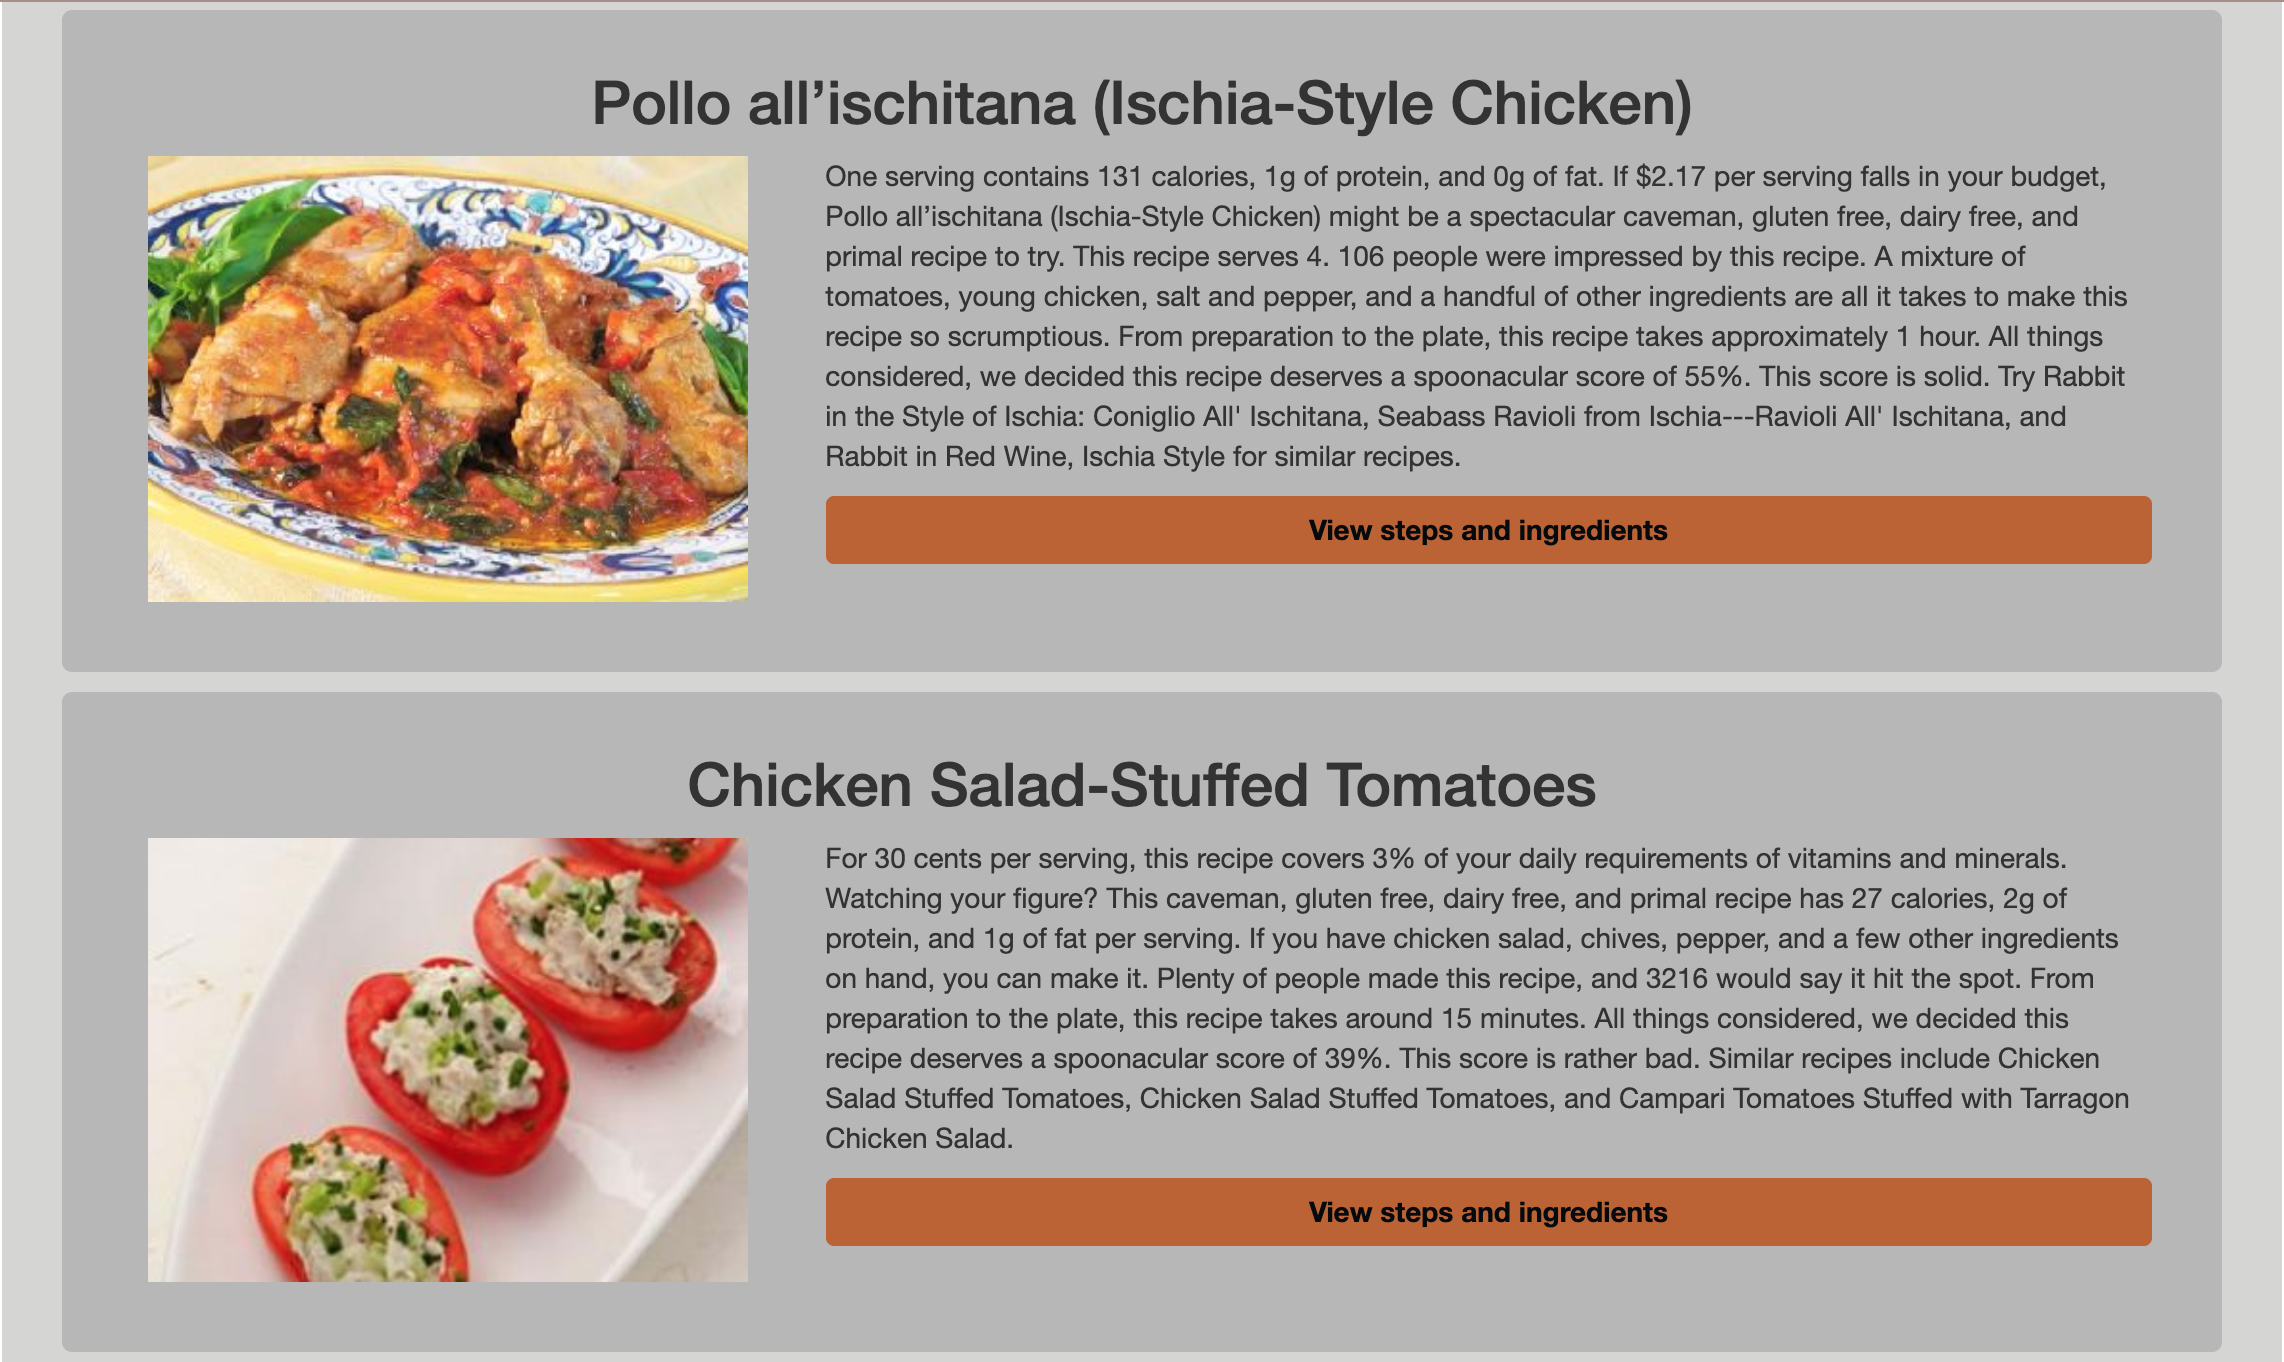 Pollo all’ischitana (Ischia-Style Chicken)
One serving contains 131 calories, 1g of protein, and 0g of fat. If $2.17 per serving falls in your budget,
Pollo all’ischitana (Ischia-Style Chicken) might be a spectacular caveman, gluten free, dairy free, and
primal recipe to try. This recipe serves 4. 106 people were impressed by this recipe. A mixture of
tomatoes, young chicken, salt and pepper, and a handful of other ingredients are all it takes to make this
recipe so scrumptious. From preparation to the plate, this recipe takes approximately 1 hour. All things
considered, we decided this recipe deserves a spoonacular score of 55%. This score is solid. Try Rabbit
in the Style of Ischia: Coniglio All' Ischitana, Seabass Ravioli from Ischia---Ravioli All' Ischitana, and
Rabbit in Red Wine, Ischia Style for similar recipes.
View steps and ingredients
Chicken Salad-Stuffed Tomatoes
For 30 cents per serving, this recipe covers 3% of your daily requirements of vitamins and minerals.
Watching your figure? This caveman, gluten free, dairy free, and primal recipe has 27 calories, 2g of
protein, and 1g of fat per serving. If you have chicken salad, chives, pepper, and a few other ingredients
on hand, you can make it. Plenty of people made this recipe, and 3216 would say it hit the spot. From
preparation to the plate, this recipe takes around 15 minutes. All things considered, we decided this
recipe deserves a spoonacular score of 39%. This score is rather bad. Similar recipes include Chicken
Salad Stuffed Tomatoes, Chicken Salad Stuffed Tomatoes, and Campari Tomatoes Stuffed with Tarragon
Chicken Salad.
View steps and ingredients